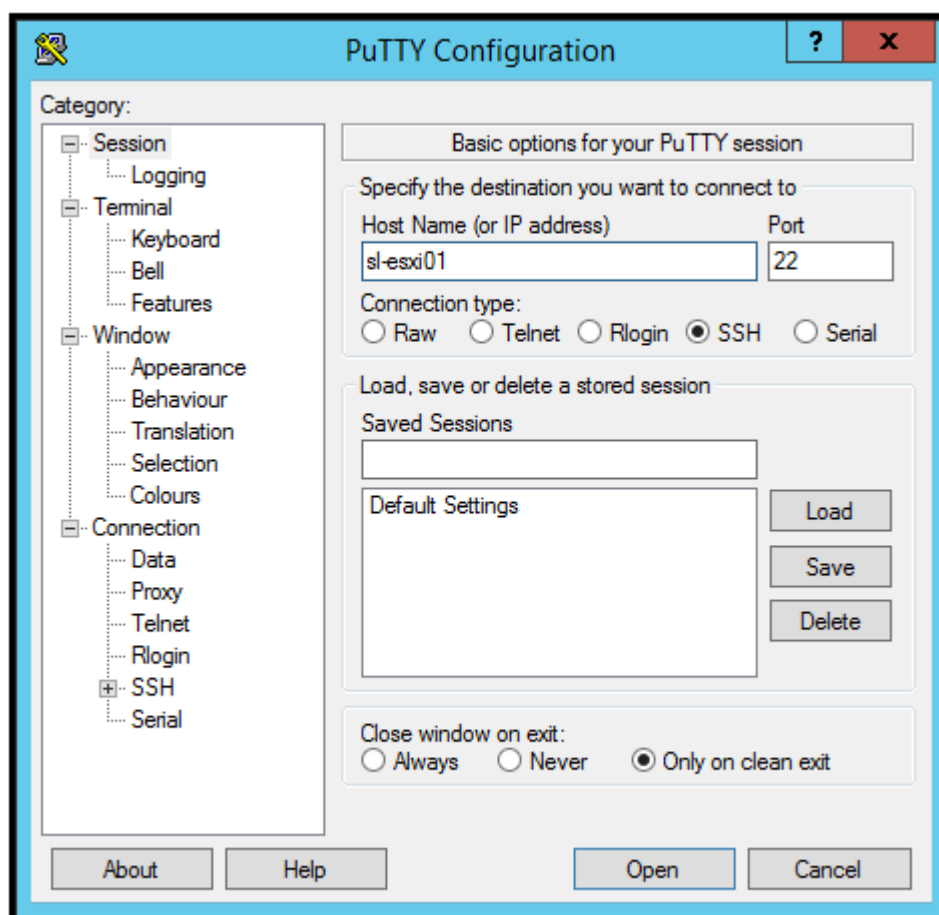 PuTTY Configuration
?
x
Category:
Session
Logging
Terminal
Keyboard
Bell
Features
Window
Appearance
Behaviour
Translation
Selection
Colours
Connection
Data
Proxy
Telnet
Rlogin
SSH
Serial
Basic options for your PuTTY session
Specify the destination you want to connect to
Host Name (or IP address) Port
sl-esxi01 22
Connection type:
Raw Telnet Rlogin SSH Serial
Load, save or delete a stored session
Saved Sessions
Default Settings
Load
Save
Delete
Close window on exit:
Always Never Only on clean exit
About Help Open Cancel